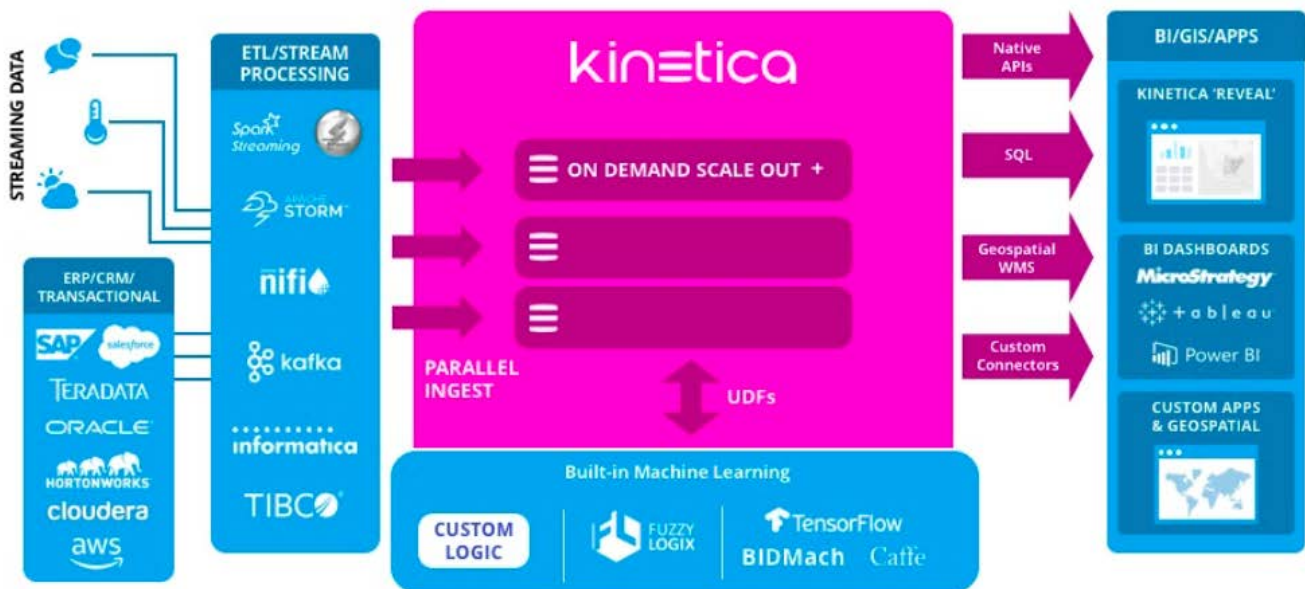 STREAMING DATA
ERP/CRM/
TRANSACTIONAL
SAP
salesforce
TERADATA
ORACLE
HORTONWORKS
cloudera
aws
ETL/STREAM
PROCESSING
Spark
Streaming
APACHE
STORM™
nifi
kafka
informatica
TIBCO
kinetica
ON DEMAND SCALE OUT +
PARALLEL
INGEST
UDFs
Built-in Machine Learning
CUSTOM
LOGIC
FUZZY
LOGIX
TensorFlow
BIDMach Caffe
Native
APIs
SQL
Geospatial
WMS
Custom
Connectors
BI/GIS/APPS
KINETICA ‘REVEAL’
BI DASHBOARDS
MicroStrategy
+ableau
Power BI
CUSTOM APPS
& GEOSPATIAL